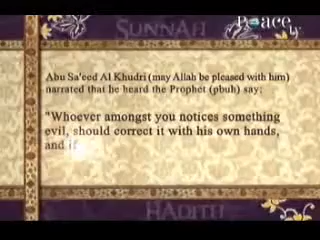 SUNNAH
Peace
tv
Abu Sa'eed Al Khudri (may Allah be pleased with him)
narrated that he heard the Prophet (pbuh) say;
"Whoever amongst you notices something
evil, should correct it with his own hands,
and if
HADITH